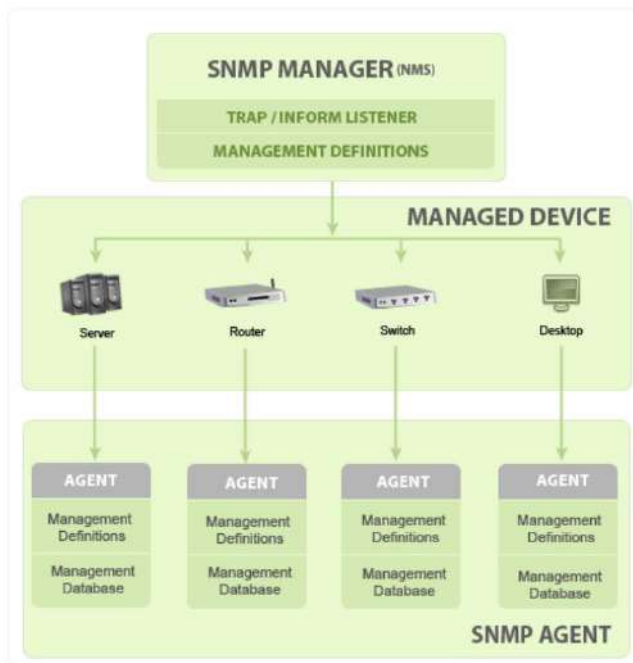 SNMP MANAGER (NMS)
TRAP / INFORM LISTENER
MANAGEMENT DEFINITIONS
MANAGED DEVICE
Server
Router
Switch
Desktop
AGENT
Management
Definitions
Management
Database
AGENT
Management
Definitions
Management
Database
AGENT
Management
Definitions
Management
Database
AGENT
Management
Definitions
Management
Database
SNMP AGENT